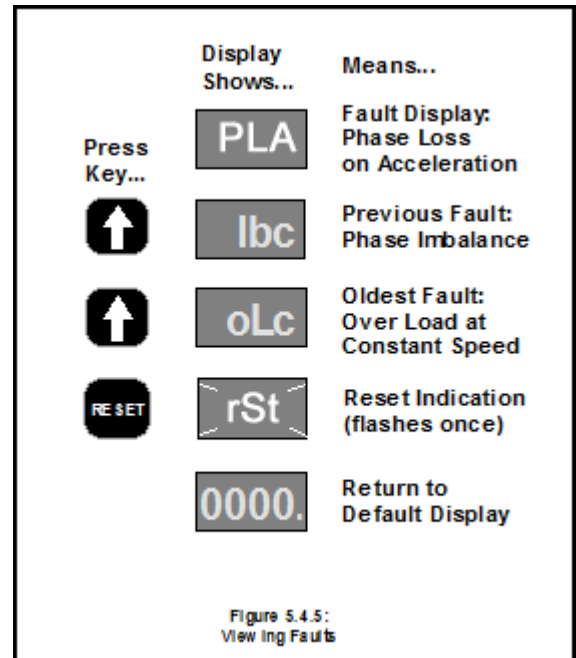 Display
Shows...
Means...
Press
Key...
PLA
Fault Display:
Phase Loss
on Acceleration
Ibc
Previous Fault:
Phase Imbalance
oLc
Oldest Fault:
Over Load at
Constant Speed
RESET
rSt
Reset Indication
(flashes once)
0000.
Return to
Default Display
Figure 5.4.5:
View ing Faults